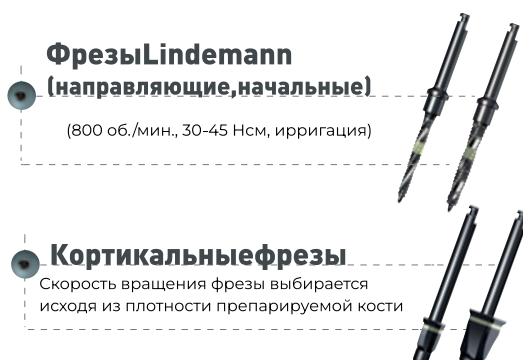 ФрезыLindemann
(направляющие,начальные)
(800 об./мин., 30-45 Нсм, ирригация)
Кортикальныефрезы
Скорость вращения фрезы выбирается
исходя из плотности препарируемой кости